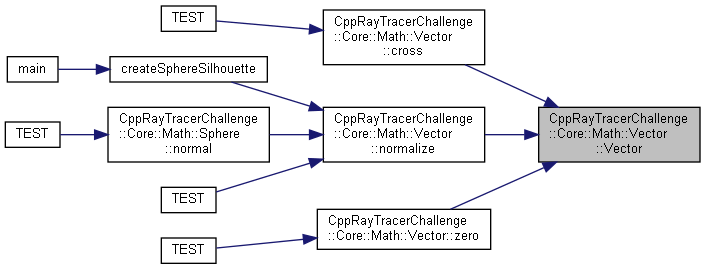 TEST
CppRayTracerChallenge
::Core::Math::Vector
::cross
main
createSphereSilhouette
TEST
CppRayTracerChallenge
::Core::Math::Sphere
::normal
CppRayTracerChallenge
::Core::Math::Vector
::normalize
CppRayTracerChallenge
::Core::Math::Vector
::Vector
TEST
CppRayTracerChallenge
::Core::Math::Vector::zero
TEST